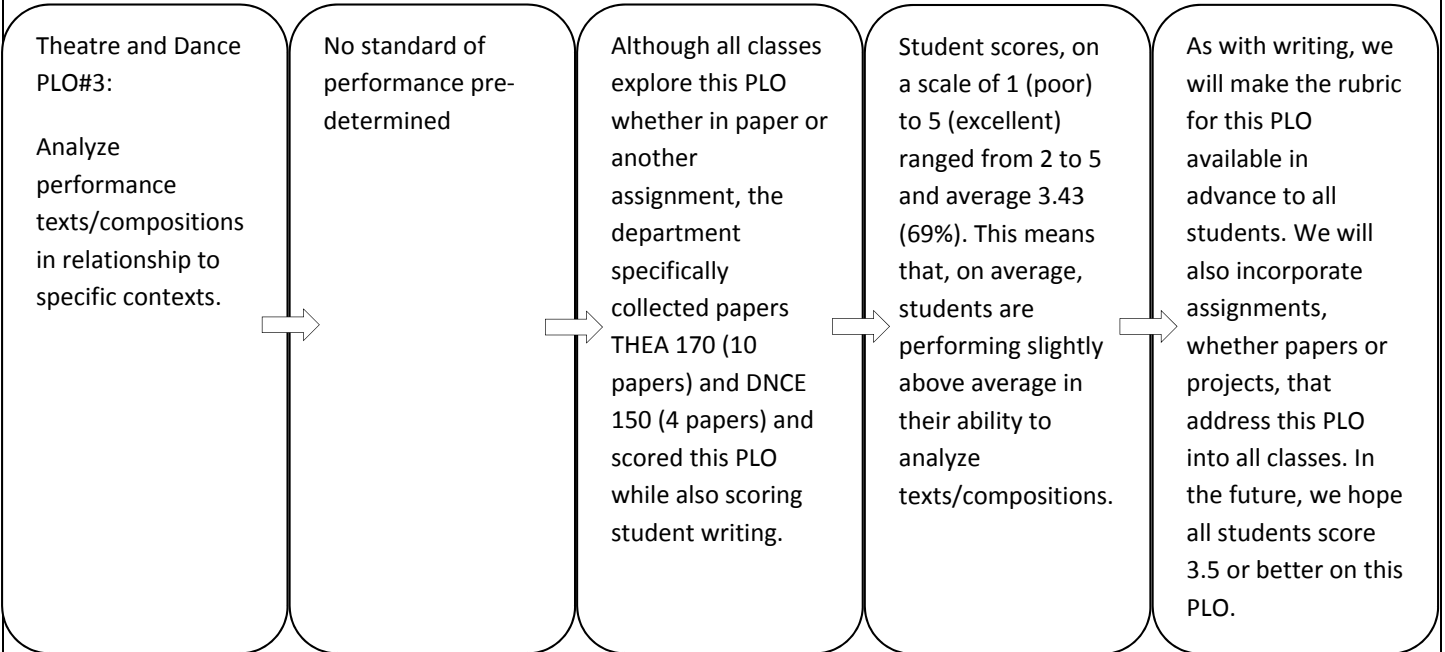 Theatre and Dance
PLO#3:
Analyze
performance
texts/compositions
in relationship to
specific contexts.
No standard of
performance pre-
determined
Although all classes
explore this PLO
whether in paper or
another
assignment, the
department
specifically
collected papers
THEA 170 (10
papers) and DNCE
150 (4 papers) and
scored this PLO
while also scoring
student writing.
Student scores, on
a scale of 1 (poor)
to 5 (excellent)
ranged from 2 to 5
and average 3.43
(69%). This means
that, on average,
students are
performing slightly
above average in
their ability to
analyze
texts/compositions.
As with writing, we
will make the rubric
for this PLO
available in
advance to all
students. We will
also incorporate
assignments,
whether papers or
projects, that
address this PLO
into all classes. In
the future, we hope
all students score
3.5 or better on this
PLO.